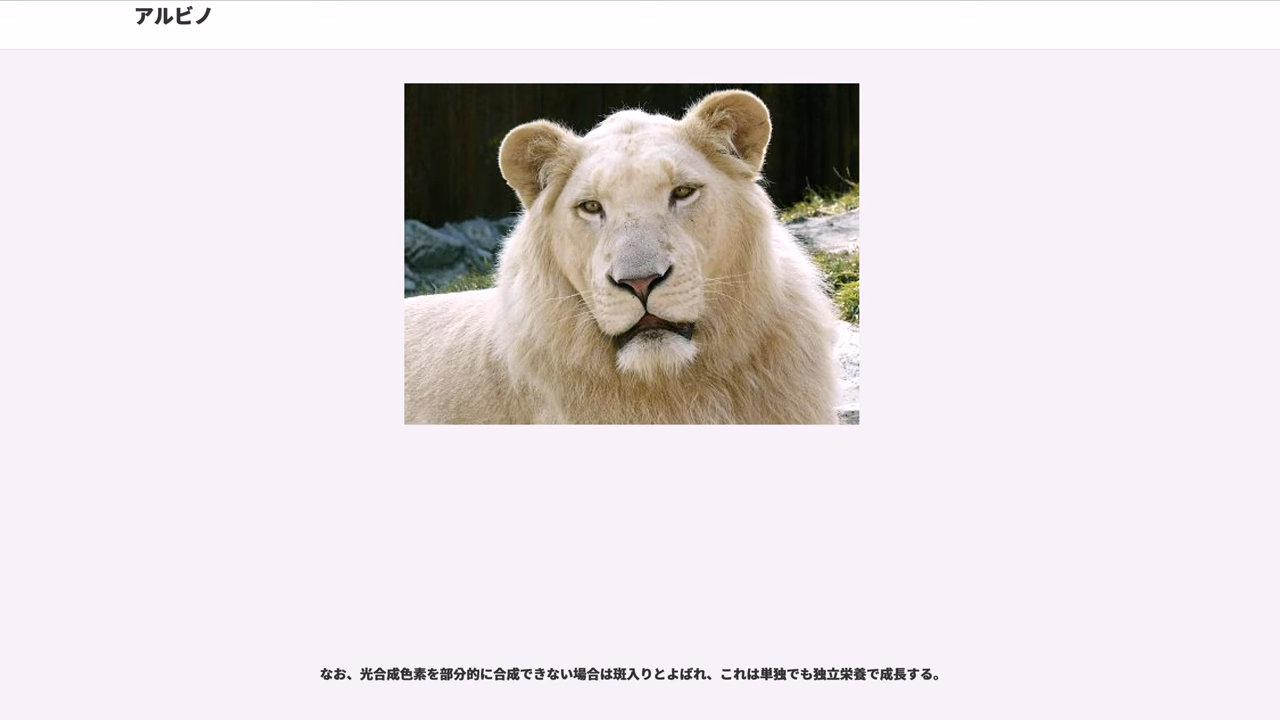 アルビノ
なお、光合成色素を部分的に合成できない場合は斑入りとよばれ、これは単独でも独立栄養で成長する。